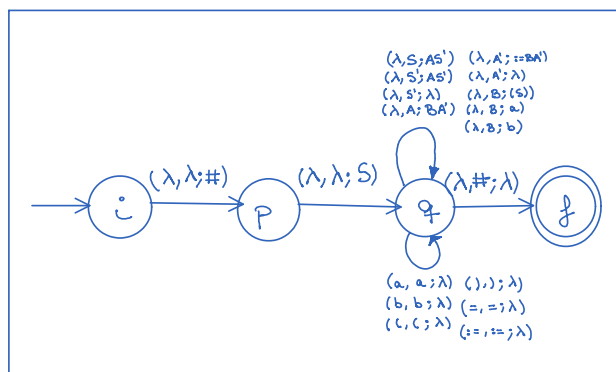 (λ,S;AS') (λ,A';:=BA')
(λ,S';AS') (λ,A';λ)
(λ,S';λ) (λ,B;(S))
(λ,A;BA') (λ,B;a)
(λ,B;b)
(λ,λ;#) (λ,λ;S) (λ,#;λ)
i p q f
(a,a;λ) (),);λ)
(b,b;λ) (=,=;λ)
((,(;λ) (:=,:=;λ)